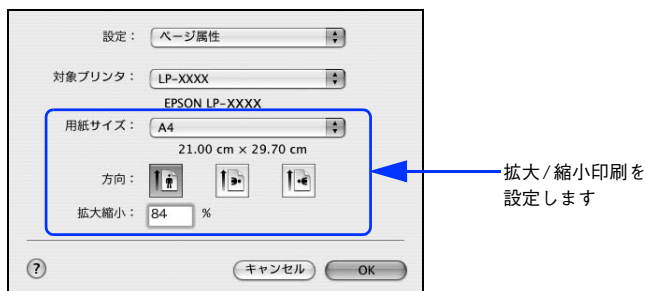 設定： ページ属性
対象プリンタ： LP-XXXX
EPSON LP-XXXX
用紙サイズ： A4
21.00 cm × 29.70 cm
方向：
拡大縮小： 84 %
? キャンセル OK
拡大/縮小印刷を
設定します